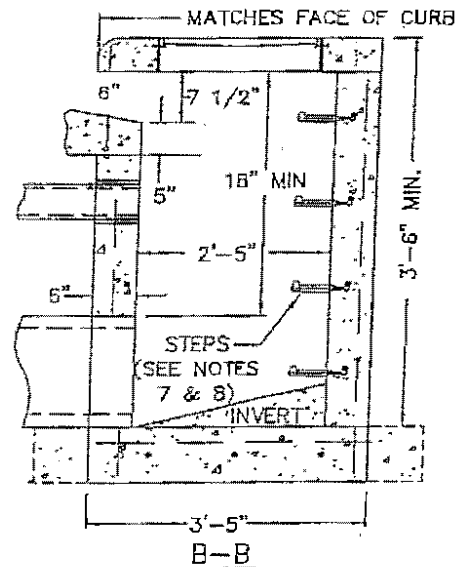 MATCHES FACE OF CURB
6"
7 1/2"
5"
18" MIN
3'-6" MIN.
2'-5"
6"
STEPS
(SEE NOTES
7 & 8)
INVERT
3'-5"
B-B